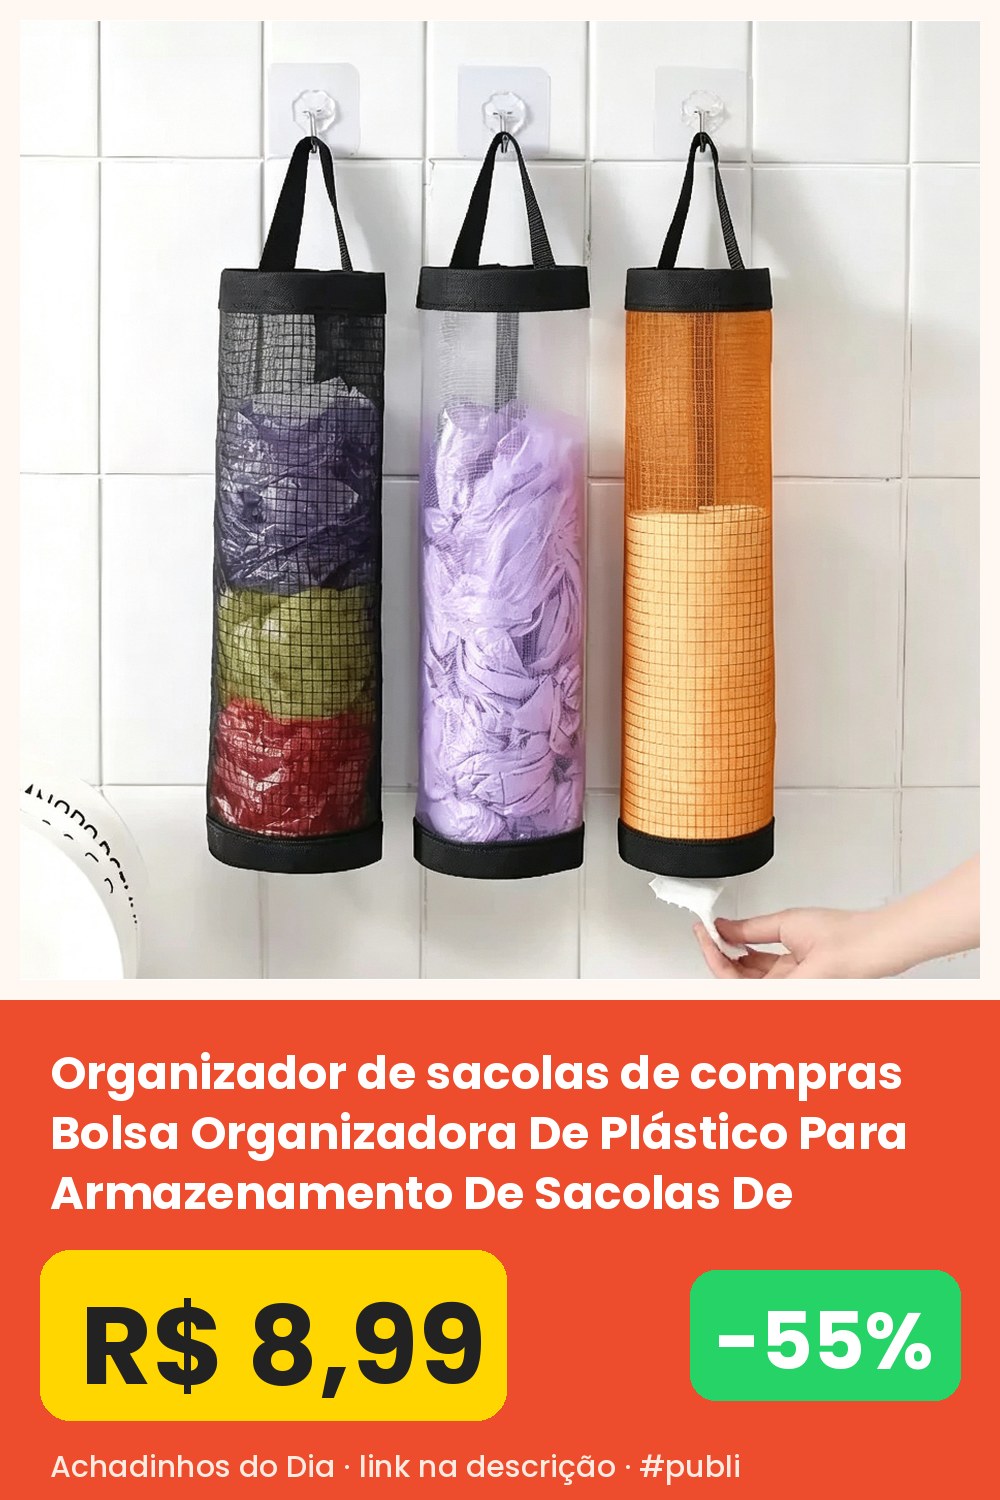 Organizador de sacolas de compras
Bolsa Organizadora De Plástico Para
Armazenamento De Sacolas De
R$ 8,99
-55%
Achadinhos do Dia · link na descrição · #publi